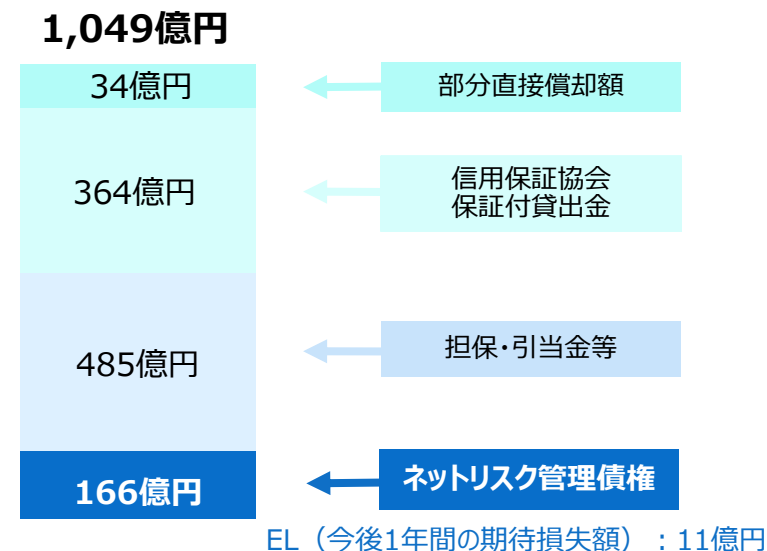 1,049億円
34億円
部分直接償却額
364億円
信用保証協会
保証付貸出金
485億円
担保・引当金等
166億円
ネットリスク管理債権
EL（今後1年間の期待損失額）：11億円